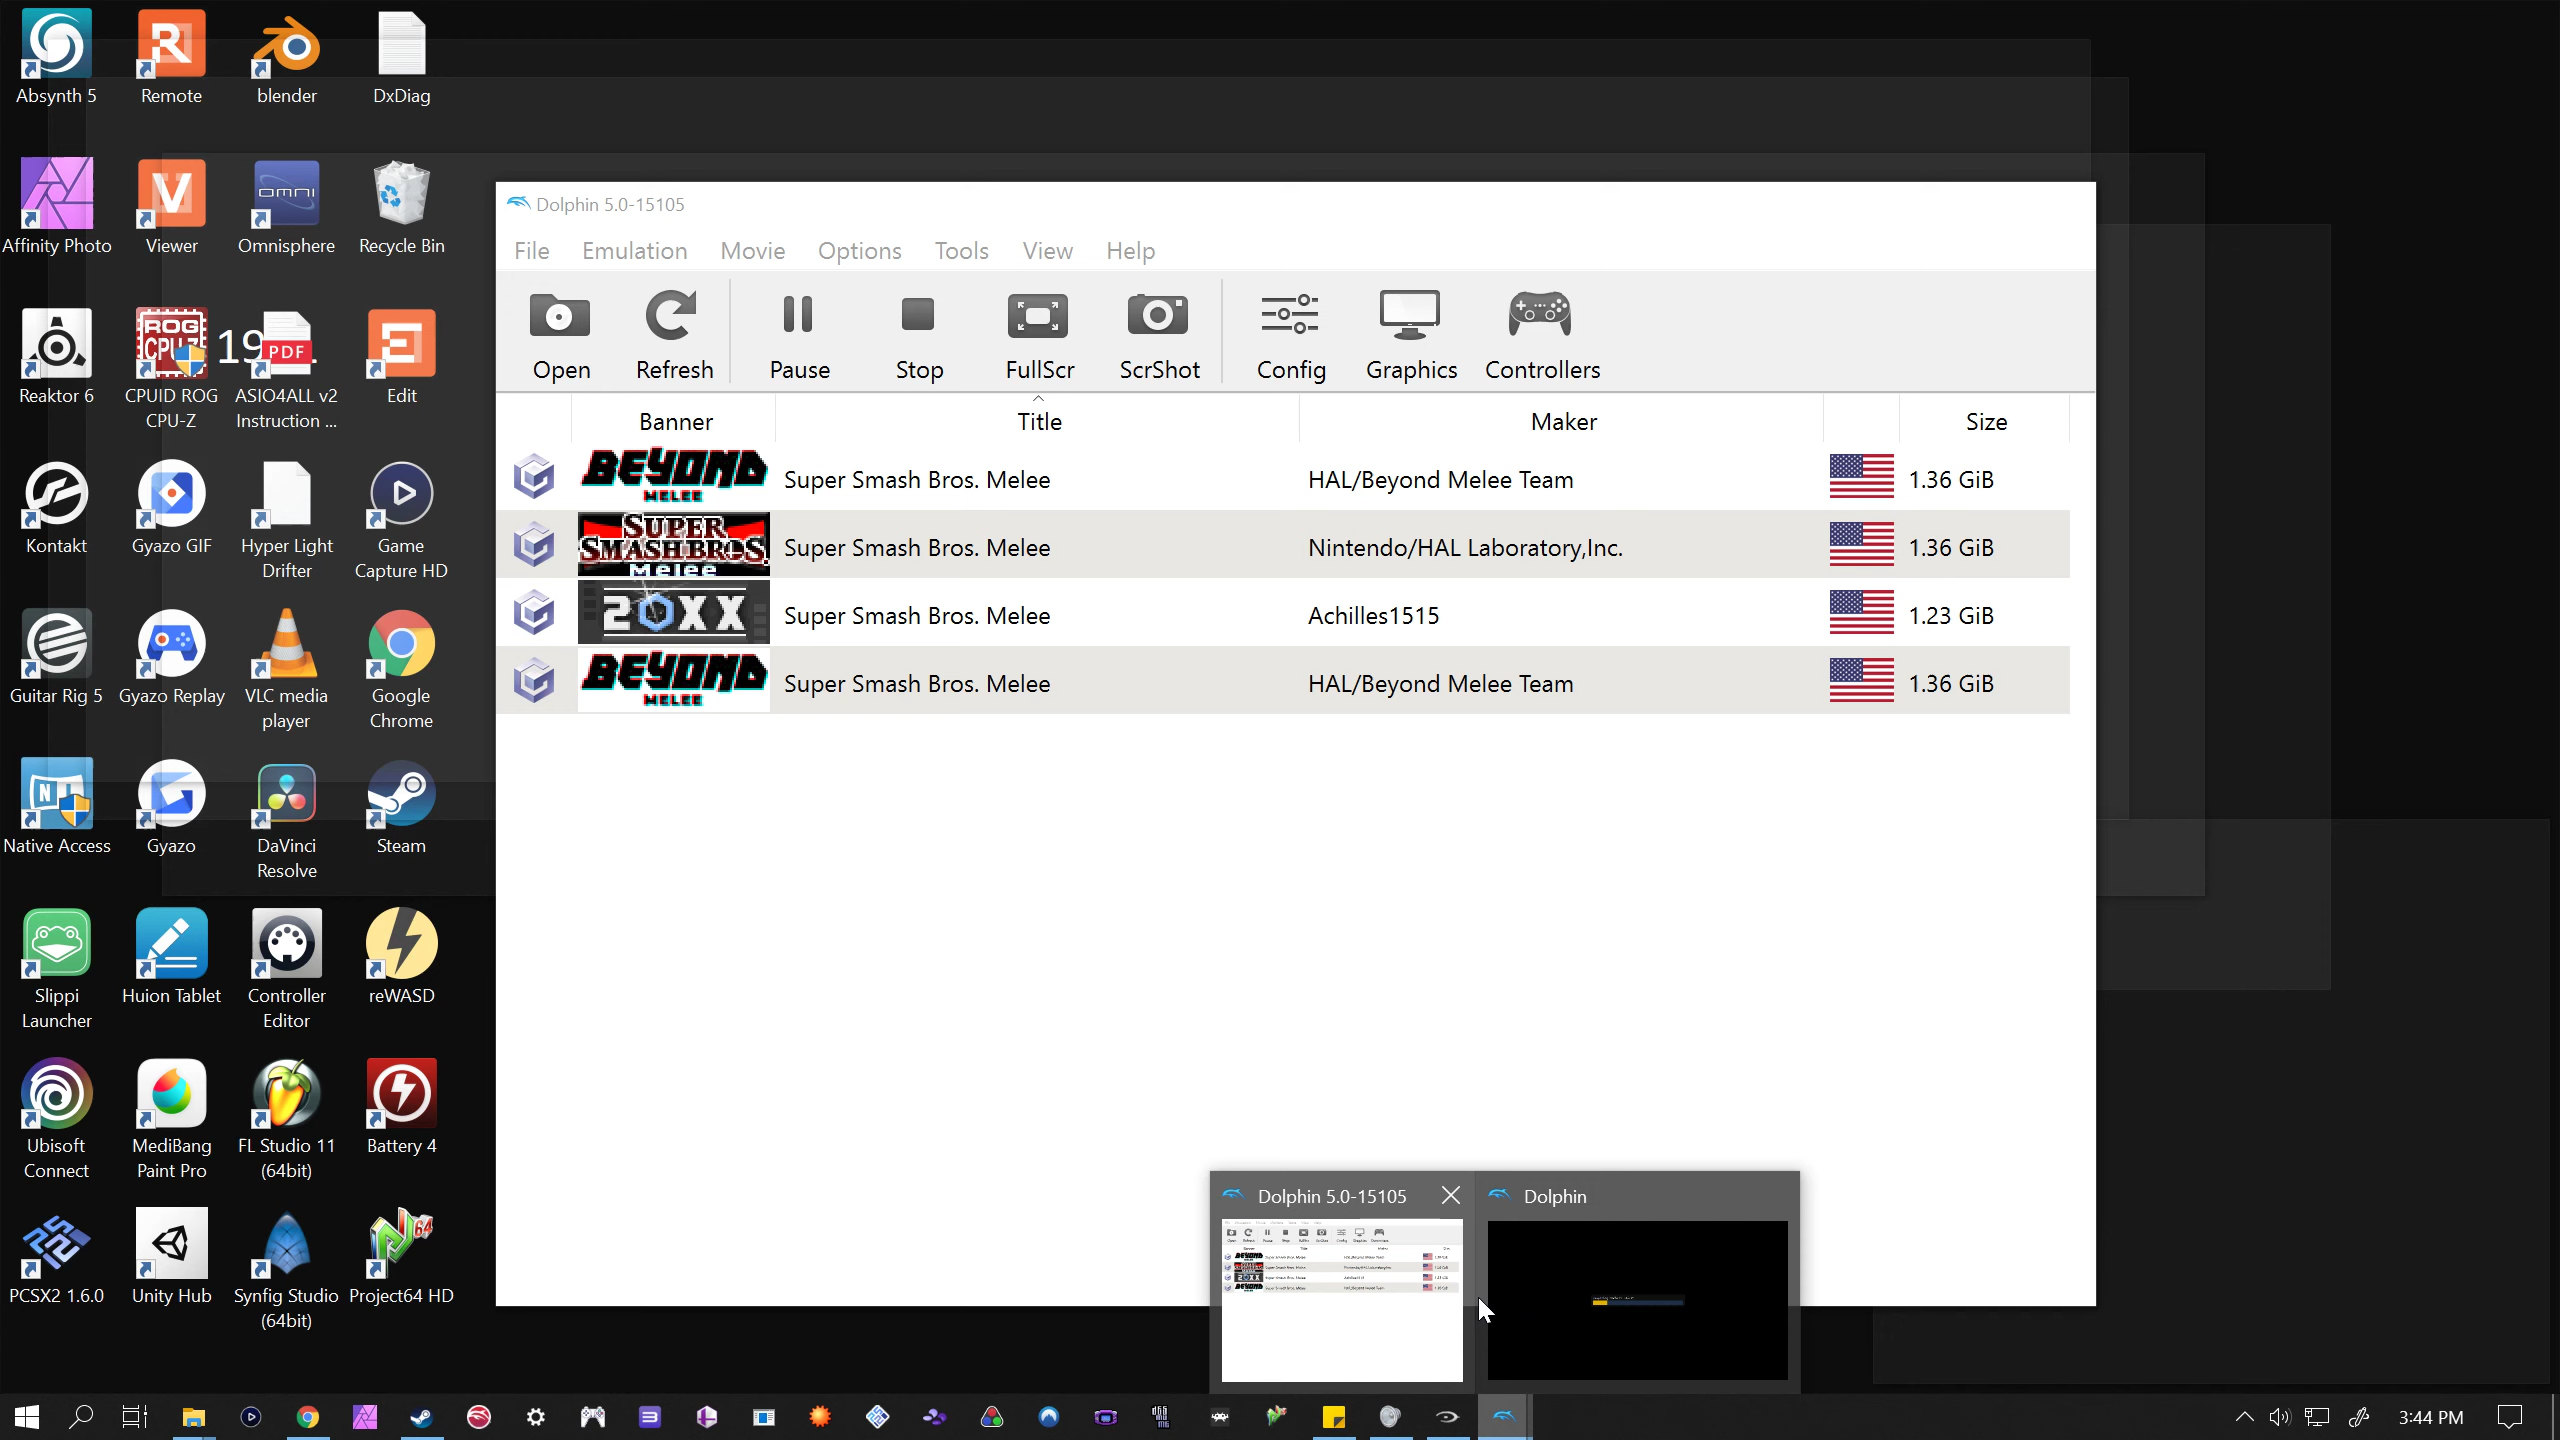 Absynth 5
Remote
blender
DxDiag
Affinity Photo
Viewer
OMNI
Omnisphere
Recycle Bin
Reaktor 6
ROG
CPU-Z
CPUID ROG
CPU-Z
19
PDF
ASIO4ALL v2
Instruction ...
Edit
Kontakt
Gyazo GIF
Hyper Light
Drifter
Game
Capture HD
Guitar Rig 5
Gyazo Replay
VLC media
player
Google
Chrome
Native Access
Gyazo
DaVinci
Resolve
Steam
Slippi
Launcher
Huion Tablet
Controller
Editor
reWASD
Ubisoft
Connect
MediBang
Paint Pro
FL Studio 11
(64bit)
Battery 4
PCSX2 1.6.0
Unity Hub
Synfig Studio
(64bit)
64
Project64 HD
Dolphin 5.0-15105
File Emulation Movie Options Tools View Help
Open Refresh Pause Stop FullScr ScrShot Config Graphics Controllers
Banner Title Maker Size
BEYOND
MELEE
Super Smash Bros. Melee HAL/Beyond Melee Team 1.36 GiB
SUPER
SMASH BROS.
Melee
Super Smash Bros. Melee Nintendo/HAL Laboratory,Inc. 1.36 GiB
20XX
Super Smash Bros. Melee Achilles1515 1.23 GiB
BEYOND
MELEE
Super Smash Bros. Melee HAL/Beyond Melee Team 1.36 GiB
Dolphin 5.0-15105
Dolphin
3:44 PM